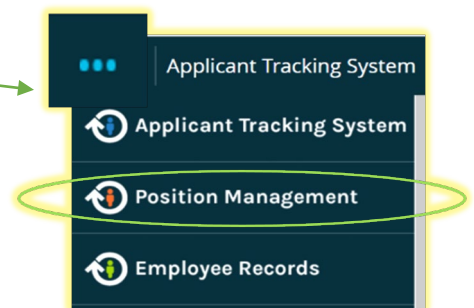 Applicant Tracking System
Applicant Tracking System
Position Management
Employee Records